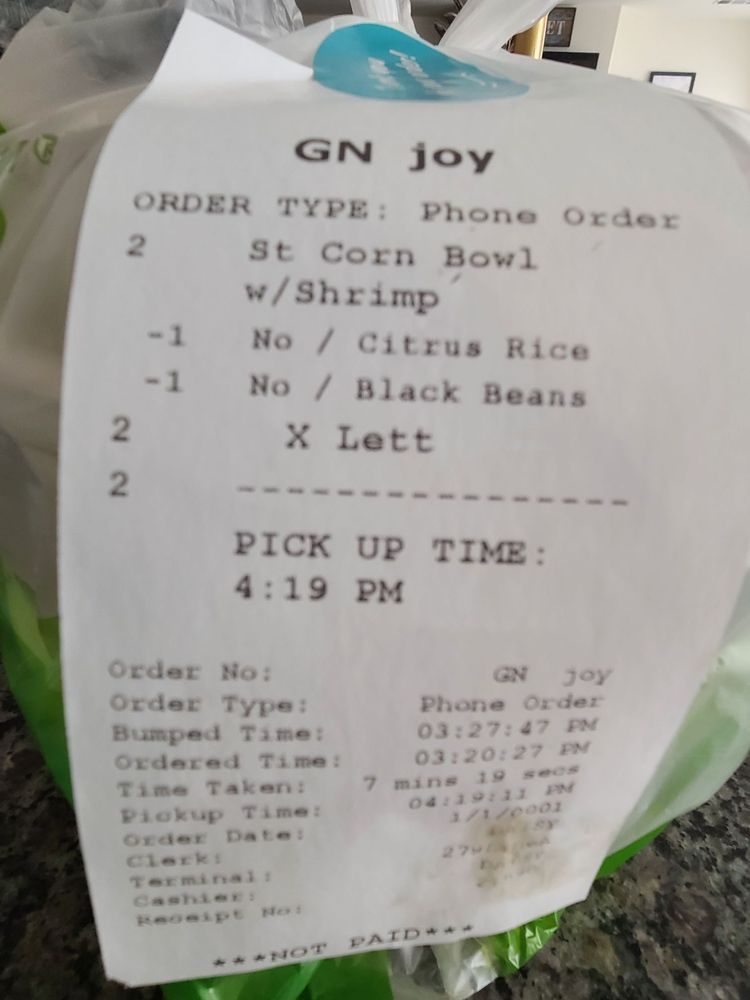 ET
GN joy
ORDER TYPE: Phone Order
2 St Corn Bowl
w/Shrimp
-1 No / Citrus Rice
-1 No / Black Beans
2 X Lett
2 ----------------
PICK UP TIME:
4:19 PM
Order No: GN joy
Order Type: Phone Order
Bumped Time: 03:27:47 PM
Ordered Time: 03:20:27 PM
Time Taken: 7 mins 19 secs
Pickup Time: 04:19:11 PM
Order Date: 1/1/0001
Clerk:
Terminal:
Cashier:
Receipt No:
***NOT PAID***